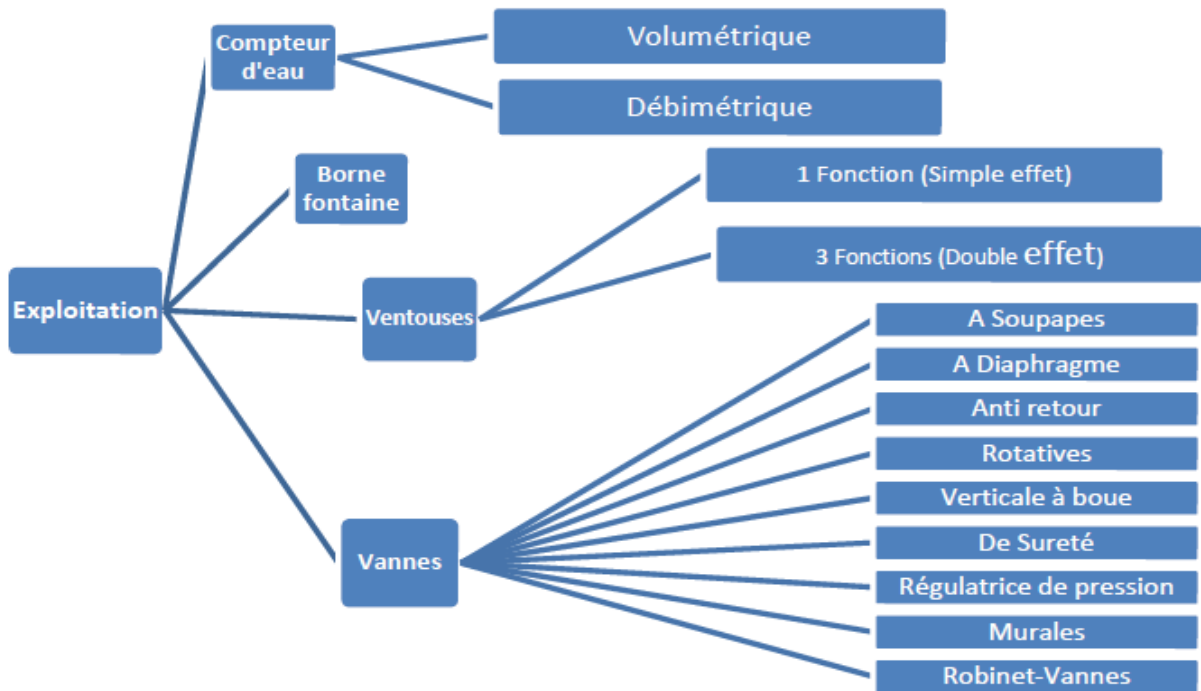 Compteur
d'eau
Volumétrique
Débimétrique
Borne
fontaine
1 Fonction (Simple effet)
3 Fonctions (Double effet)
Exploitation
Ventouses
A Soupapes
A Diaphragme
Anti retour
Rotatives
Verticale à boue
De Sureté
Vannes
Régulatrice de pression
Murales
Robinet-Vannes